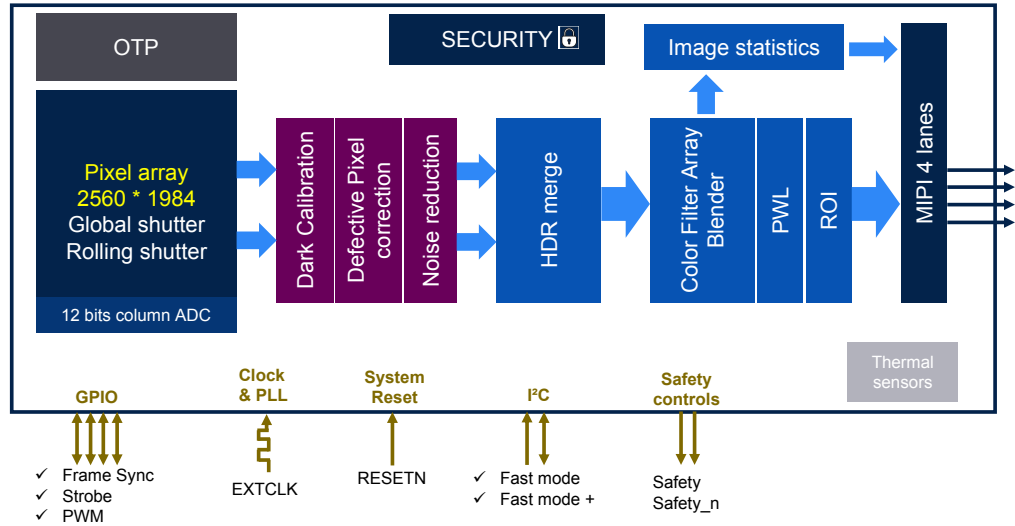 OTP
SECURITY
Image statistics
Pixel array
2560 * 1984
Global shutter
Rolling shutter
12 bits column ADC
Dark Calibration
Defective Pixel
correction
Noise reduction
HDR merge
Color Filter Array
Blender
PWL
ROI
MIPI 4 lanes
Thermal
sensors
GPIO
Clock
& PLL
System
Reset
I²C
Safety
controls
✓ Frame Sync
✓ Strobe
✓ PWM
EXTCLK
RESETN
✓ Fast mode
✓ Fast mode +
Safety
Safety_n